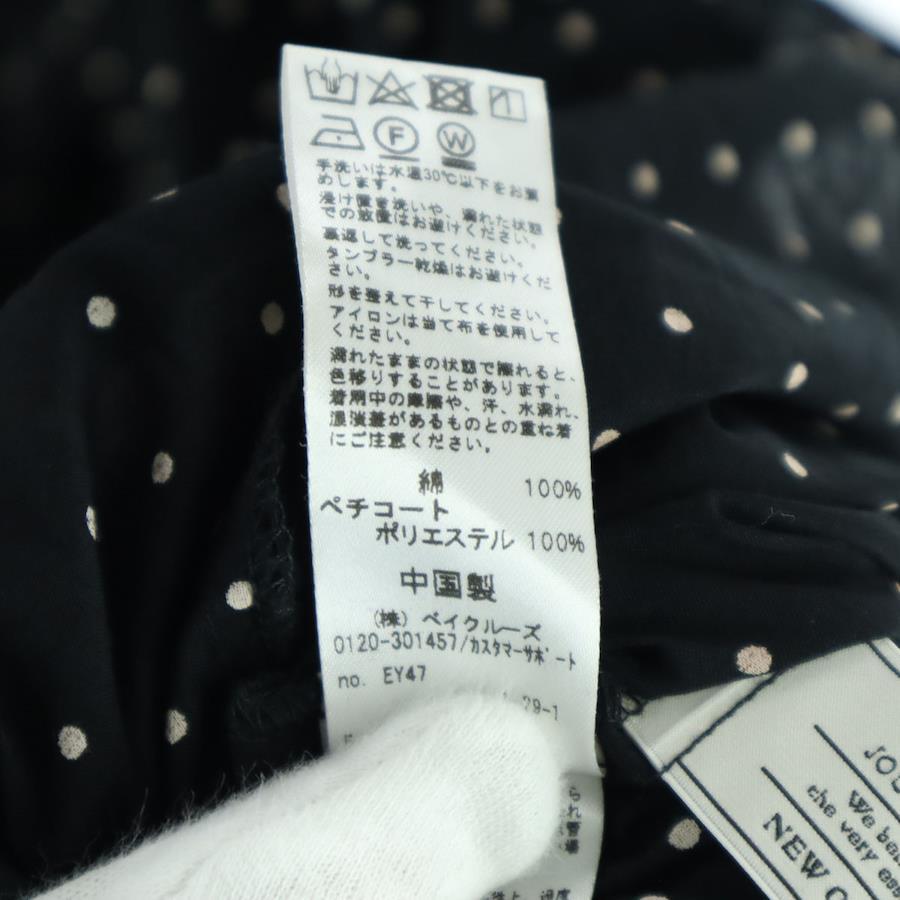 F W
手洗いは水温30℃以下をお薦
めします。
浸け置き洗いや、濡れた状態
での放置はお避けください。
裏返して洗ってください。
タンブラー乾燥はお避けくだ
さい。
形を整えて干してください。
アイロンは当て布を使用して
ください。
濡れたままの状態で擦れると、
色移りすることがあります。
着用中の摩擦や、汗、水濡れ、
濃淡差があるものとの重ね着
にご注意ください。
綿 100%
ペチコート
ポリエステル 100%
中国製
(株) ベイクルーズ
0120-301457/カスタマーサポート
no. EY47
29-1
られ
NEW
We
the very